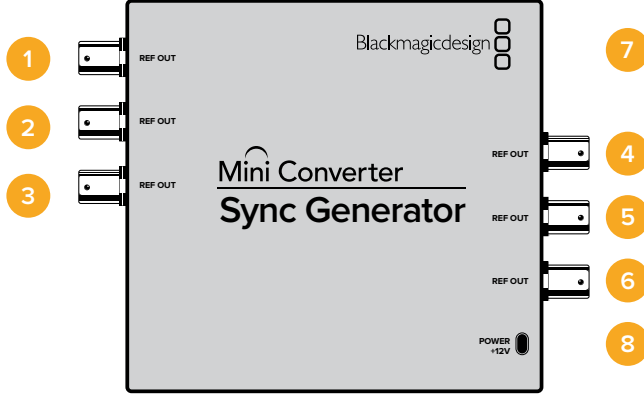 1
REF OUT
Blackmagicdesign
7
2
REF OUT
REF OUT
4
3
REF OUT
Mini Converter
Sync Generator
REF OUT
5
REF OUT
6
POWER
+12V
8